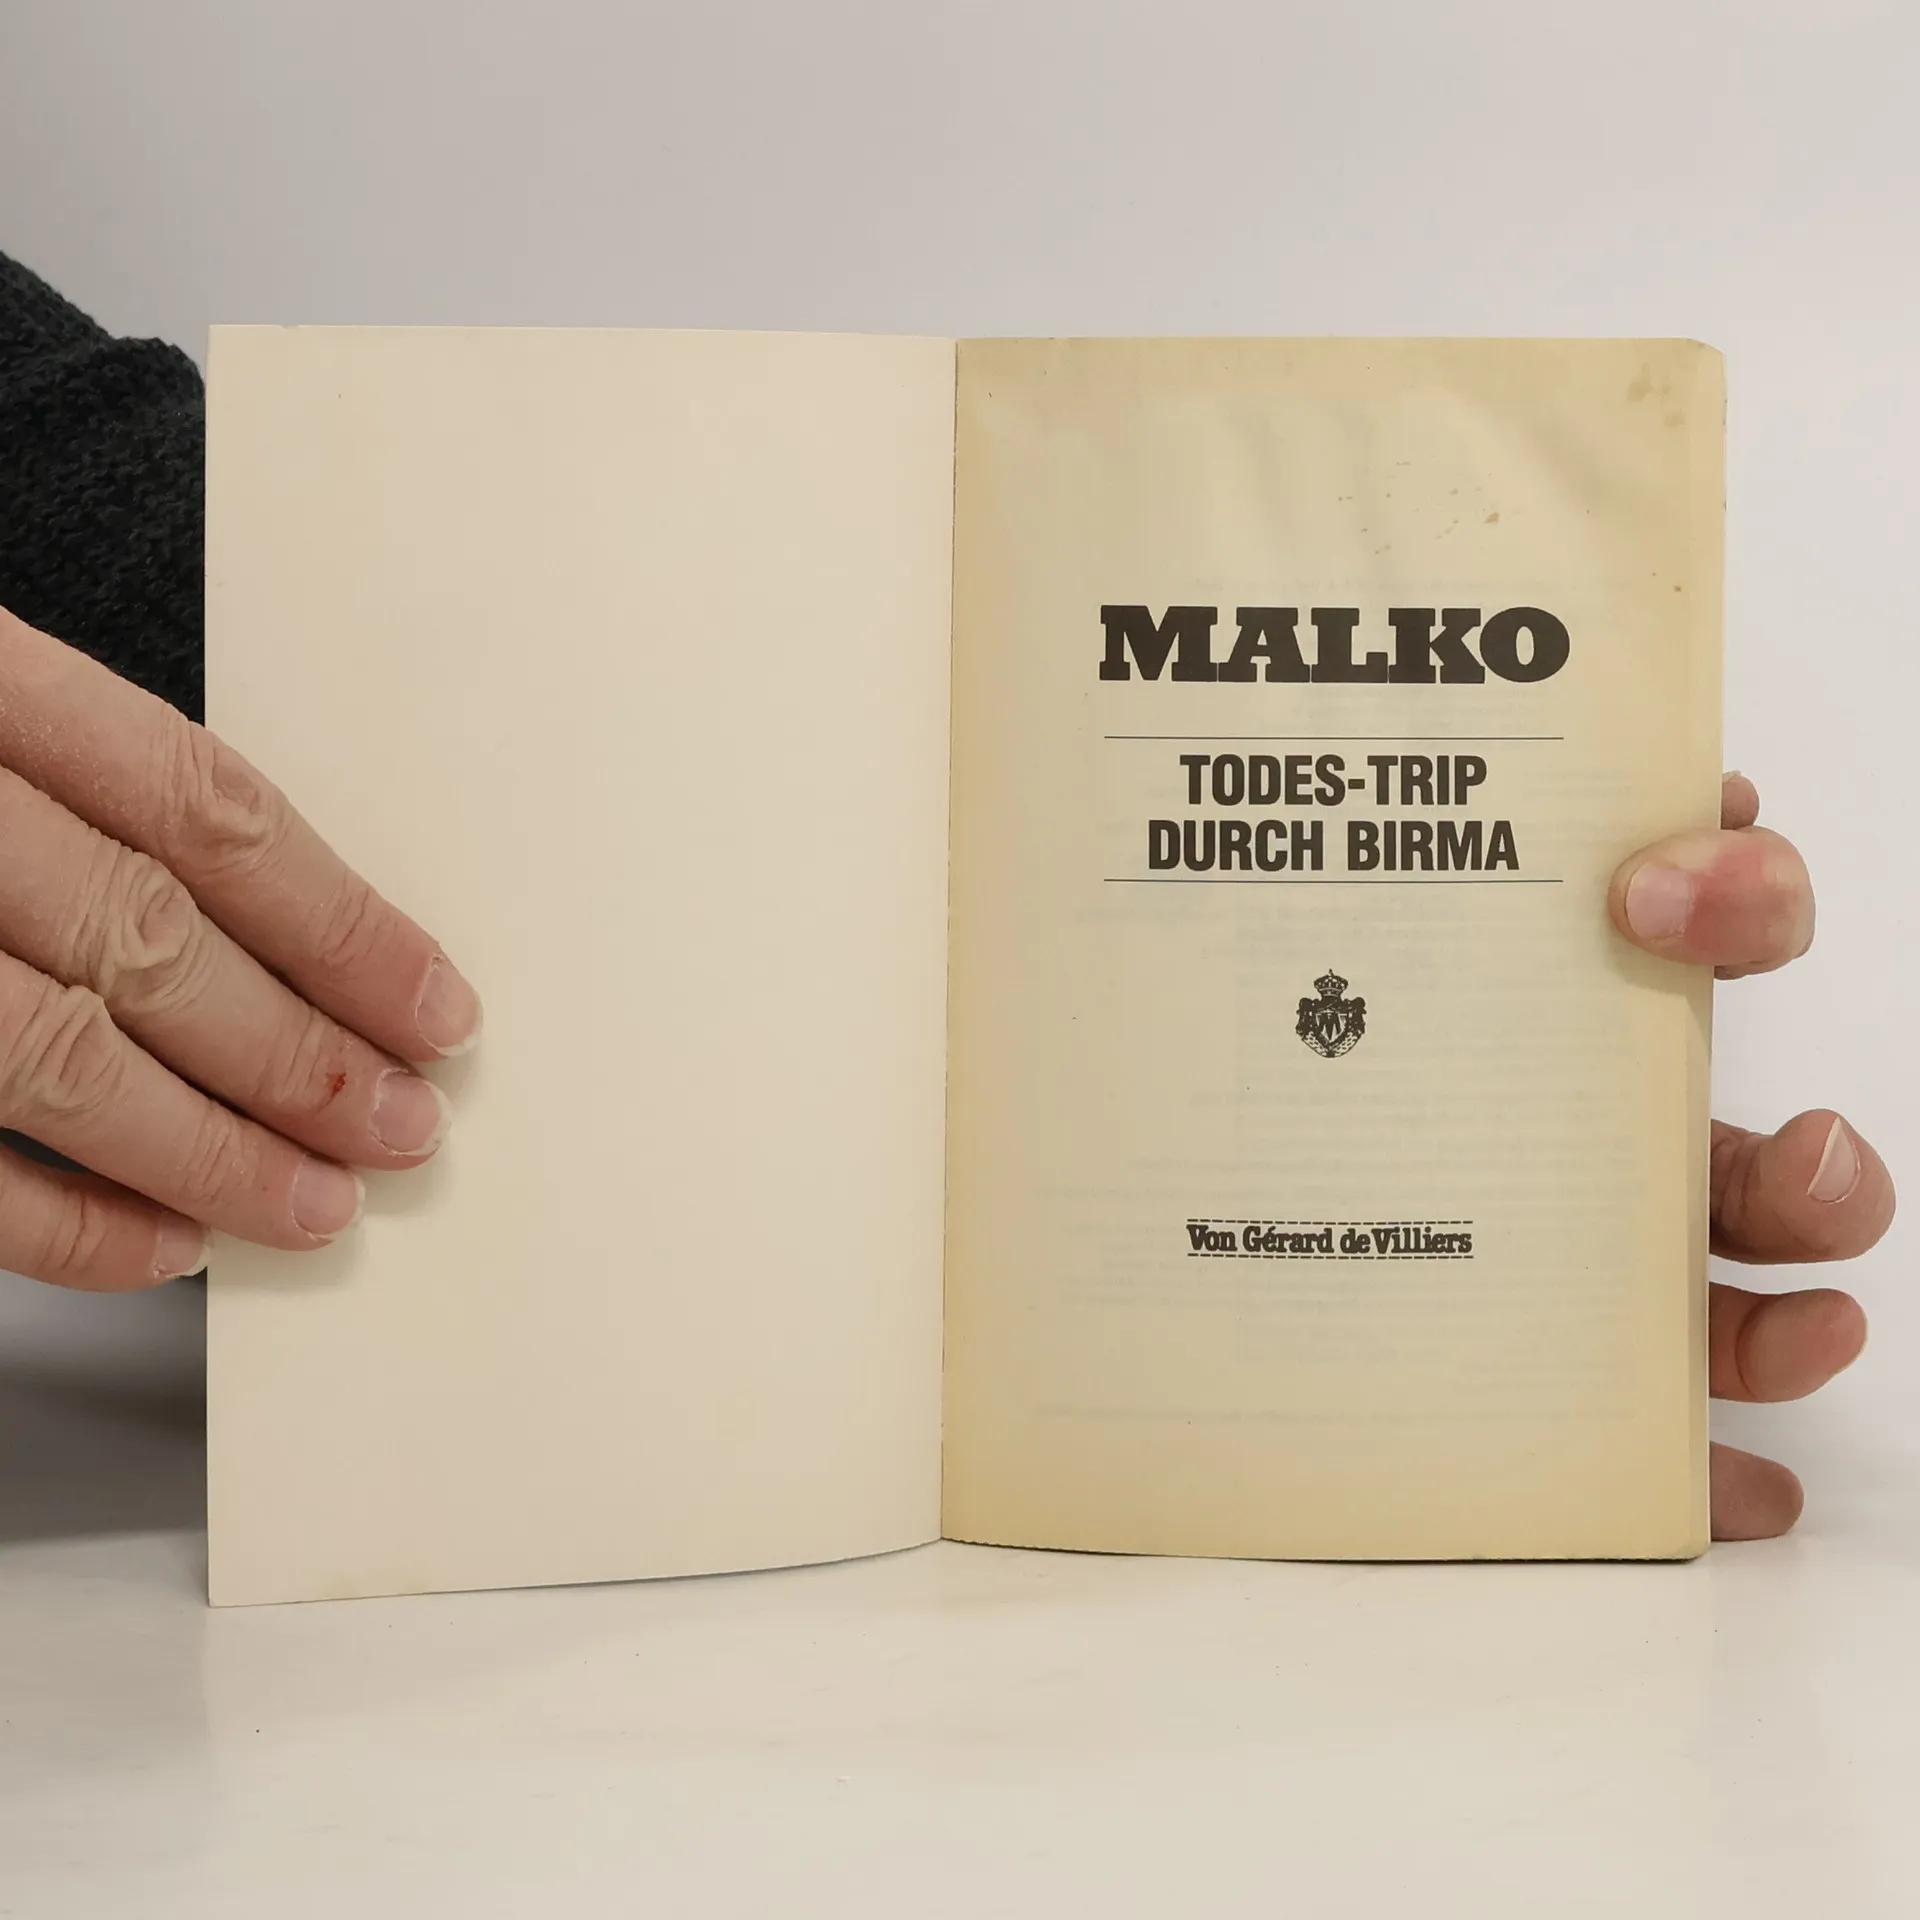 MALKO
TODES-TRIP
DURCH BIRMA
M
Von Gérard de Villiers